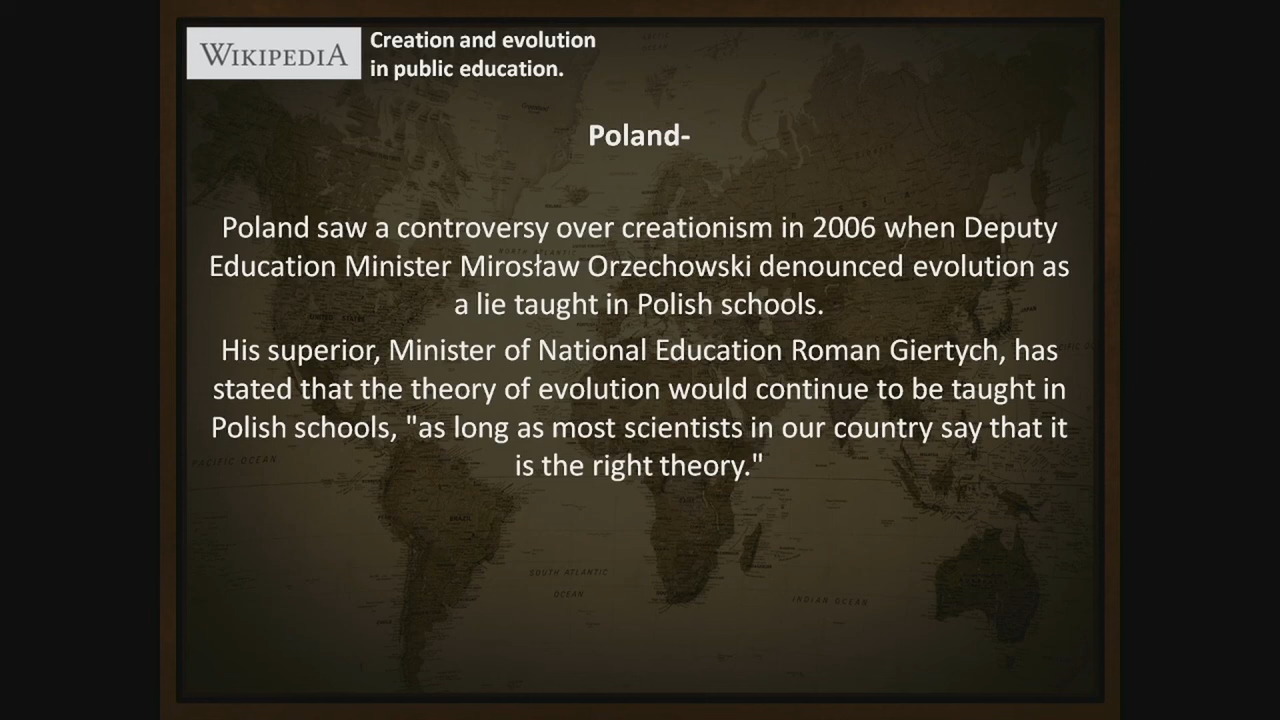 WIKIPEDIA
Creation and evolution
in public education.
Poland-
Poland saw a controversy over creationism in 2006 when Deputy
Education Minister Mirosław Orzechowski denounced evolution as
a lie taught in Polish schools.
His superior, Minister of National Education Roman Giertych, has
stated that the theory of evolution would continue to be taught in
Polish schools, "as long as most scientists in our country say that it
is the right theory."
PACIFIC OCEAN
BRAZIL
SOUTH ATLANTIC
OCEAN
INDIAN OCEAN